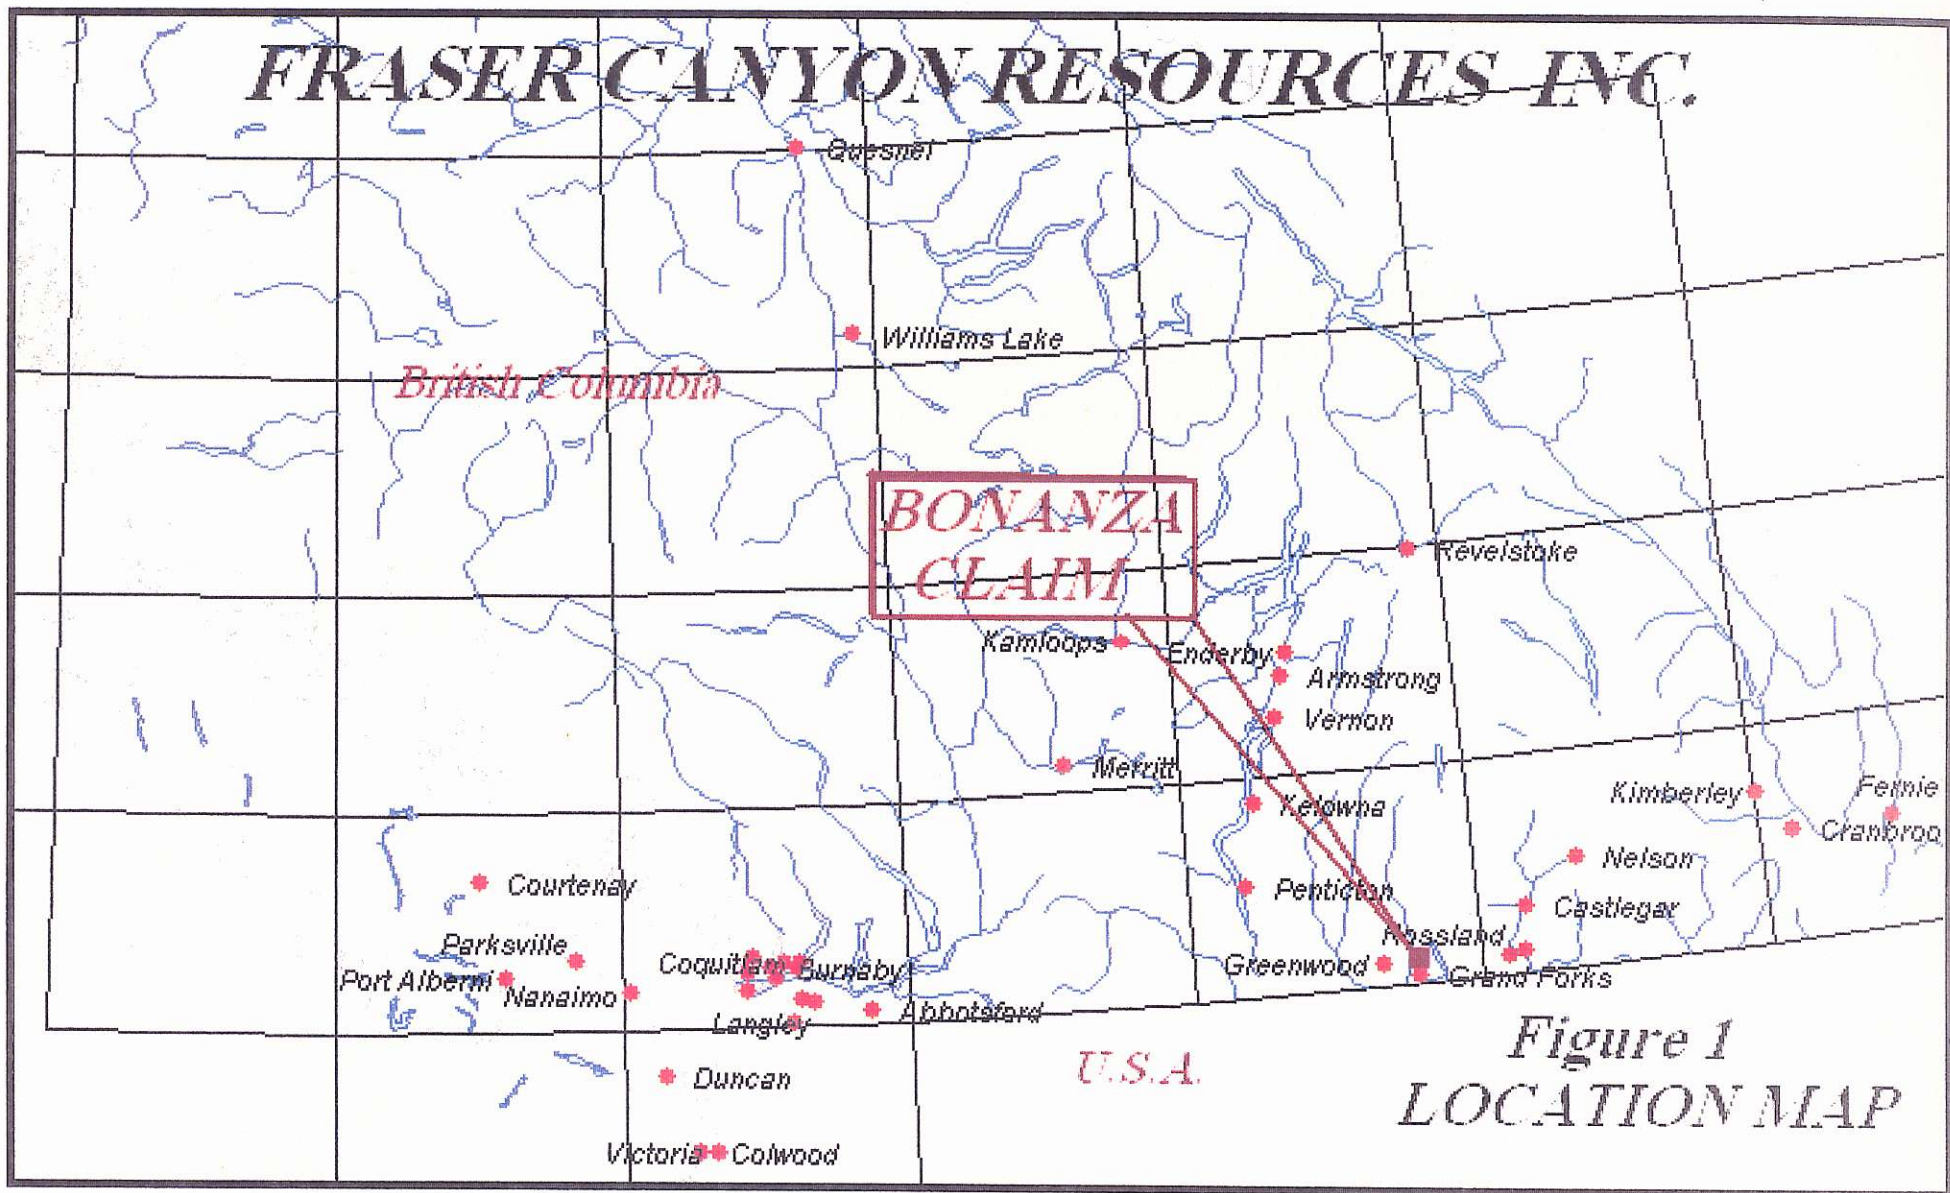 FRASER CANYON RESOURCES INC.
Quesnel
Williams Lake
British Columbia
BONANZA
CLAIM
Revelstoke
Kamloops
Enderby
Armstrong
Vernon
Merritt
Kelowna
Kimberley
Fernie
Cranbroo
Nelson
Courtenay
Penticton
Castlegar
Parksville
Rossland
Port Alberni
Nanaimo
Coquitlam
Burnaby
Greenwood
Grand Forks
Langley
Abbotsford
Figure 1
LOCATION MAP
U.S.A.
Duncan
Victoria
Colwood